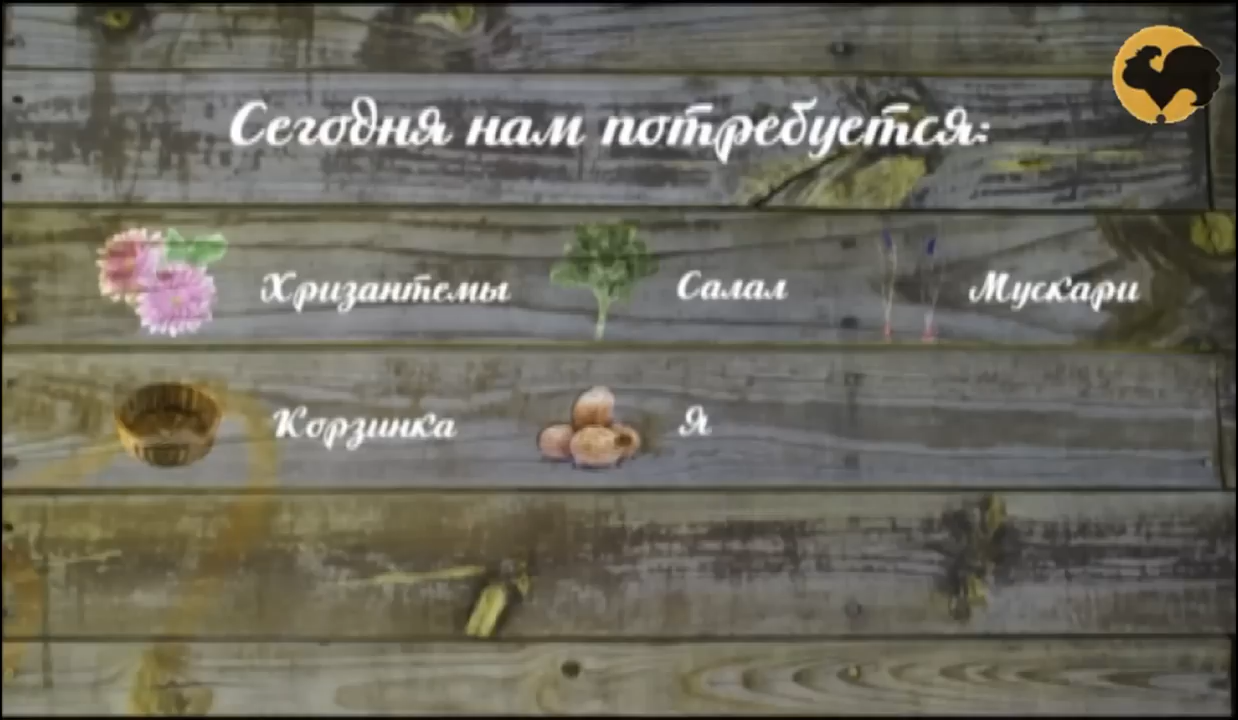 Сегодня нам потребуется:
Хризантемы Салал Мускари
Корзинка Я